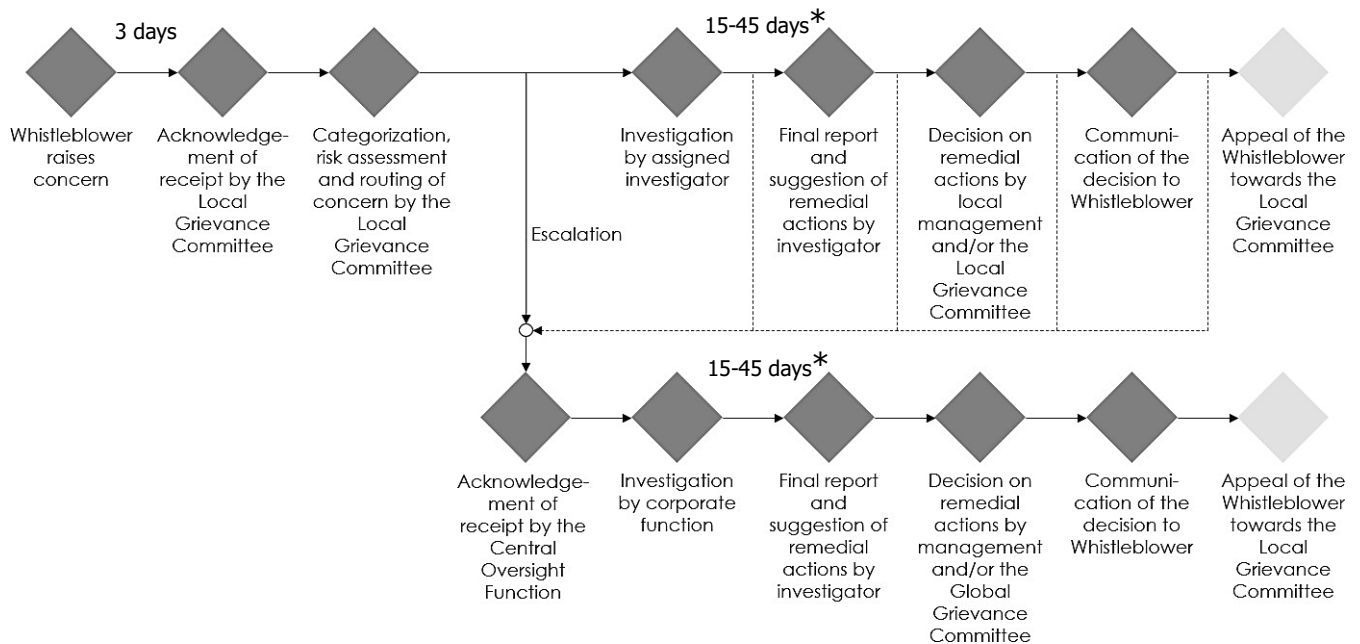 3 days
15-45 days*
Whistleblower
raises
concern
Acknowledge-
ment of
receipt by the
Local
Grievance
Committee
Categorization,
risk assessment
and routing of
concern by the
Local
Grievance
Committee
Investigation
by assigned
investigator
Final report
and
suggestion of
remedial
actions by
investigator
Decision on
remedial
actions by
local
management
and/or the
Local
Grievance
Committee
Communi-
cation of the
decision to
Whistleblower
Appeal of the
Whistleblower
towards the
Local
Grievance
Committee
Escalation
15-45 days*
Acknowledge-
ment of
receipt by the
Central
Oversight
Function
Investigation
by corporate
function
Final report
and
suggestion of
remedial
actions by
investigator
Decision on
remedial
actions by
management
and/or the
Global
Grievance
Committee
Communi-
cation of the
decision to
Whistleblower
Appeal of the
Whistleblower
towards the
Local
Grievance
Committee